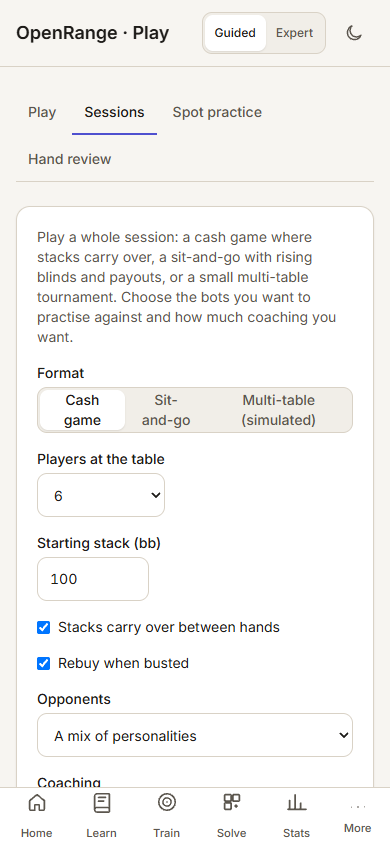 OpenRange · Play
Guided
Expert
Play
Sessions
Spot practice
Hand review
Play a whole session: a cash game where
stacks carry over, a sit-and-go with rising
blinds and payouts, or a small multi-table
tournament. Choose the bots you want to
practise against and how much coaching you
want.
Format
Cash
game
Sit-
and-go
Multi-table
(simulated)
Players at the table
6
Starting stack (bb)
100
Stacks carry over between hands
Rebuy when busted
Opponents
A mix of personalities
Coaching
Home
Learn
Train
Solve
Stats
More